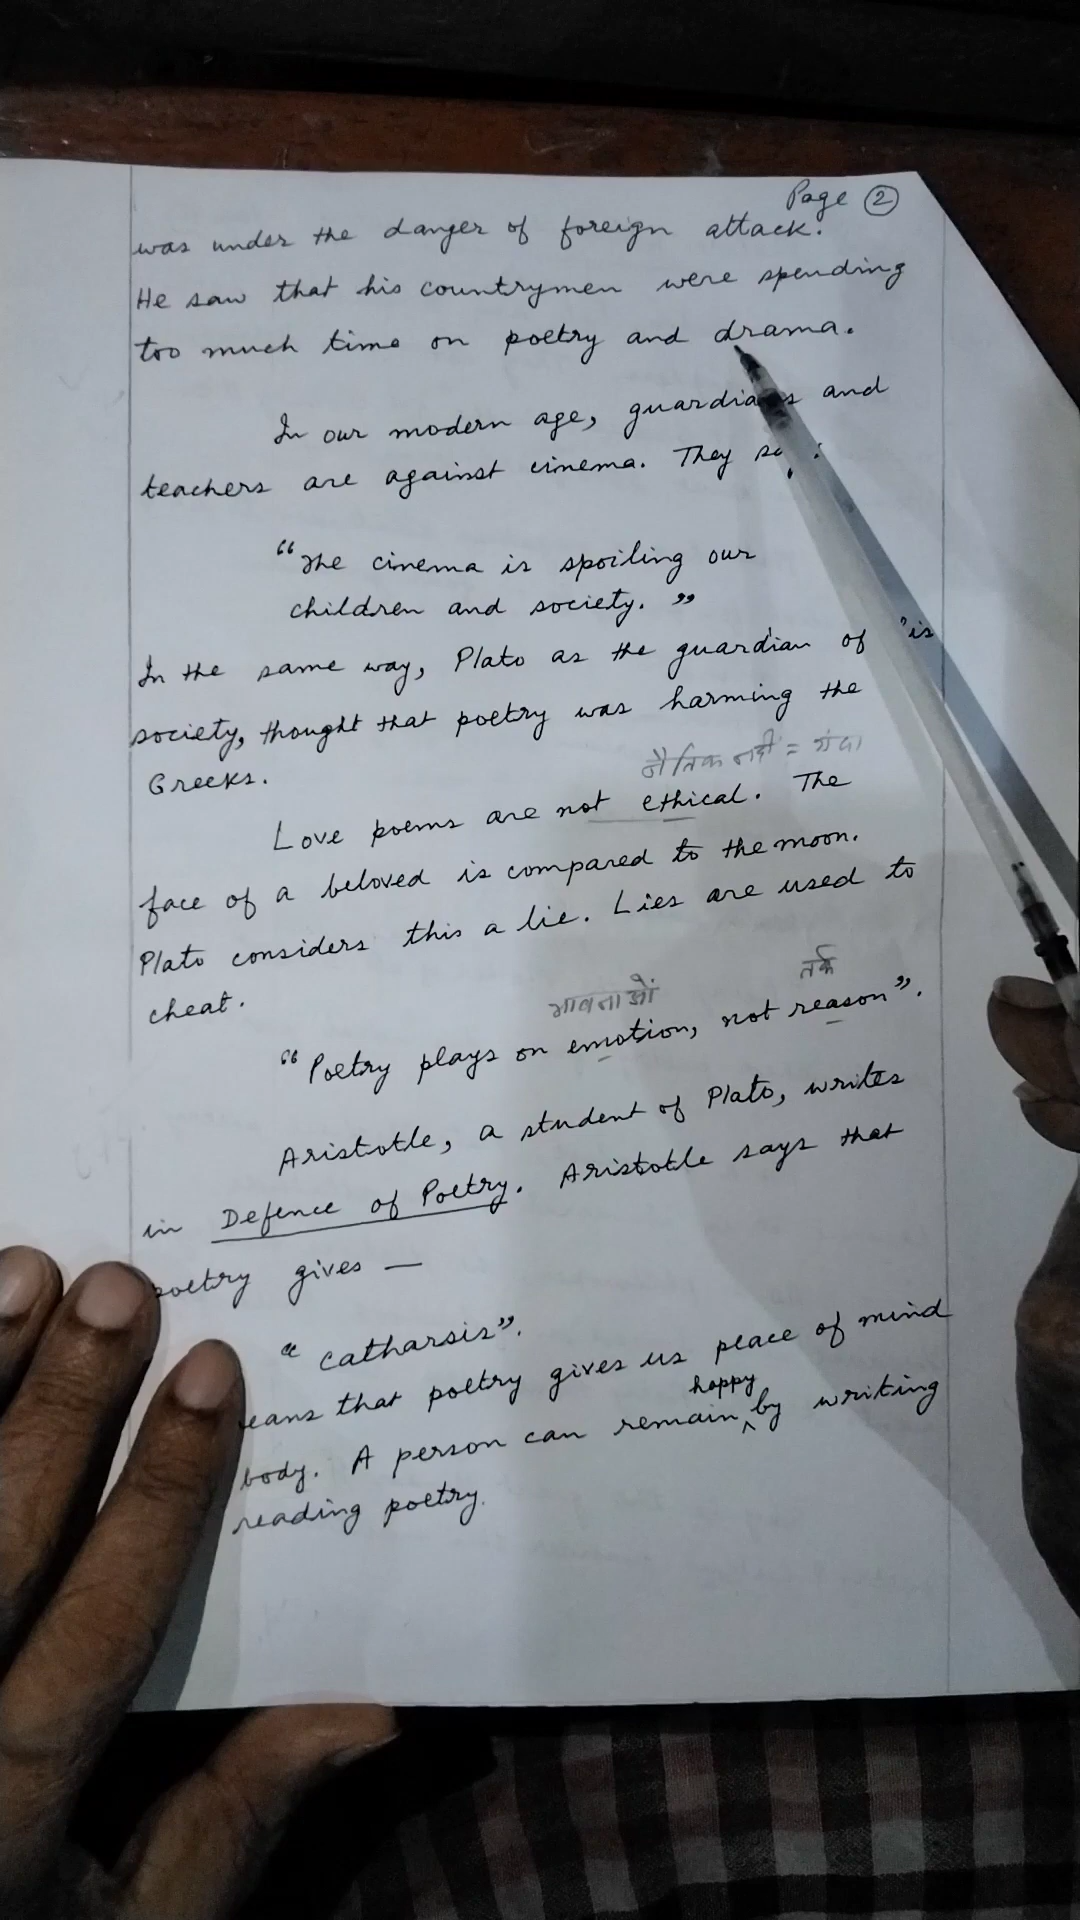 Page 2
was under the danger of foreign attack.
He saw that his countrymen were spending
too much time on poetry and drama.
In our modern age, guardians and
teachers are against cinema. They
"The cinema is spoiling our
children and society."
In the same way, Plato as the guardian of
society, thought that poetry was harming the
नैतिक नहीं = गंदा
Greeks.
Love poems are not ethical. The
face of a beloved is compared to the moon.
Plato considers this a lie. Lies are used to
cheat.
भावनाओं तर्क
"Poetry plays on emotion, not reason".
Aristotle, a student of Plato, writes
in Defence of Poetry. Aristotle says that
poetry gives —
"catharsis".
that poetry gives us peace of mind
happy
body. A person can remain ^ by writing
reading poetry.